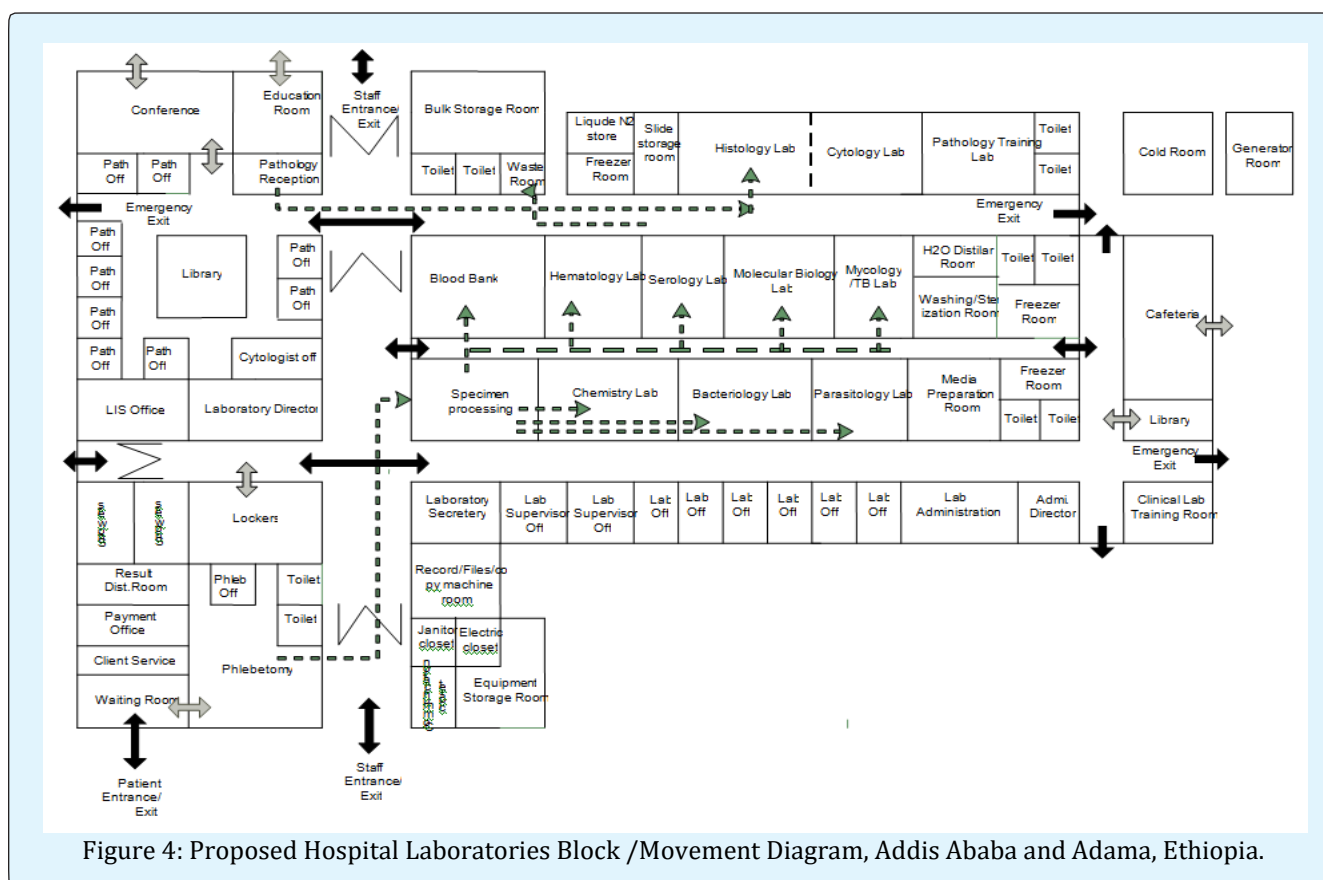 Conference
Education
Room
Staff
Entrance/
Exit
Bulk Storage Room
Liqude N2
store
Slide
storage
room
Histology Lab
Cytology Lab
Pathology Training
Lab
Toilet
Toilet
Cold Room
Generator
Room
Path
Off
Path
Off
Pathology
Reception
Toilet
Toilet
Waste
Room
Freezer
Room
Emergency
Exit
Emergency
Exit
Path
Off
Path
Off
Path
Off
Path
Off
Library
Path
Off
Path
Off
Path
Off
Cytologist off
Blood Bank
Hematology Lab
Serology Lab
Molecular Biology
Lab
Mycology
/TB Lab
H2O Distilar
Room
Toilet
Toilet
Washing/Ster
ization Room
Freezer
Room
Cafeteria
LIS Office
Laboratory Director
Specimen
processing
Chemistry Lab
Bacteriology Lab
Parasitology Lab
Media
Preparation
Room
Freezer
Room
Toilet
Toilet
Library
Emergency
Exit
Lockers
Laboratory
Secretery
Lab
Supervisor
Off
Lab
Supervisor
Off
Lab
Off
Lab
Off
Lab
Off
Lab
Off
Lab
Off
Lab
Off
Lab
Administration
Admi.
Director
Clinical Lab
Training Room
Result
Dist.Room
Phleb
Off
Toilet
Toilet
Payment
Office
Client Service
Phlebetomy
Waiting Room
Record/Files/co
py machine
room
Janitor
closet
Electric
closet
Equipment
Storage Room
Patient
Entrance/
Exit
Staff
Entrance/
Exit
Figure 4: Proposed Hospital Laboratories Block /Movement Diagram, Addis Ababa and Adama, Ethiopia.